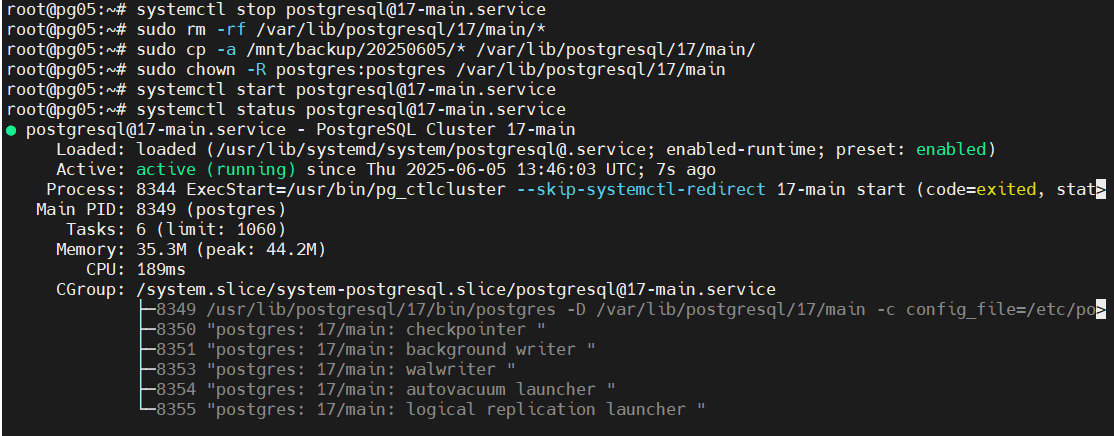 root@pg05:~# systemctl stop postgresql@17-main.service
root@pg05:~# sudo rm -rf /var/lib/postgresql/17/main/*
root@pg05:~# sudo cp -a /mnt/backup/20250605/* /var/lib/postgresql/17/main/
root@pg05:~# sudo chown -R postgres:postgres /var/lib/postgresql/17/main
root@pg05:~# systemctl start postgresql@17-main.service
root@pg05:~# systemctl status postgresql@17-main.service
● postgresql@17-main.service - PostgreSQL Cluster 17-main
     Loaded: loaded (/usr/lib/systemd/system/postgresql@.service; enabled-runtime; preset: enabled)
     Active: active (running) since Thu 2025-06-05 13:46:03 UTC; 7s ago
    Process: 8344 ExecStart=/usr/bin/pg_ctlcluster --skip-systemctl-redirect 17-main start (code=exited, stat>
   Main PID: 8349 (postgres)
      Tasks: 6 (limit: 1060)
     Memory: 35.3M (peak: 44.2M)
        CPU: 189ms
     CGroup: /system.slice/system-postgresql.slice/postgresql@17-main.service
             ├─8349 /usr/lib/postgresql/17/bin/postgres -D /var/lib/postgresql/17/main -c config_file=/etc/po>
             ├─8350 "postgres: 17/main: checkpointer "
             ├─8351 "postgres: 17/main: background writer "
             ├─8353 "postgres: 17/main: walwriter "
             ├─8354 "postgres: 17/main: autovacuum launcher "
             └─8355 "postgres: 17/main: logical replication launcher "